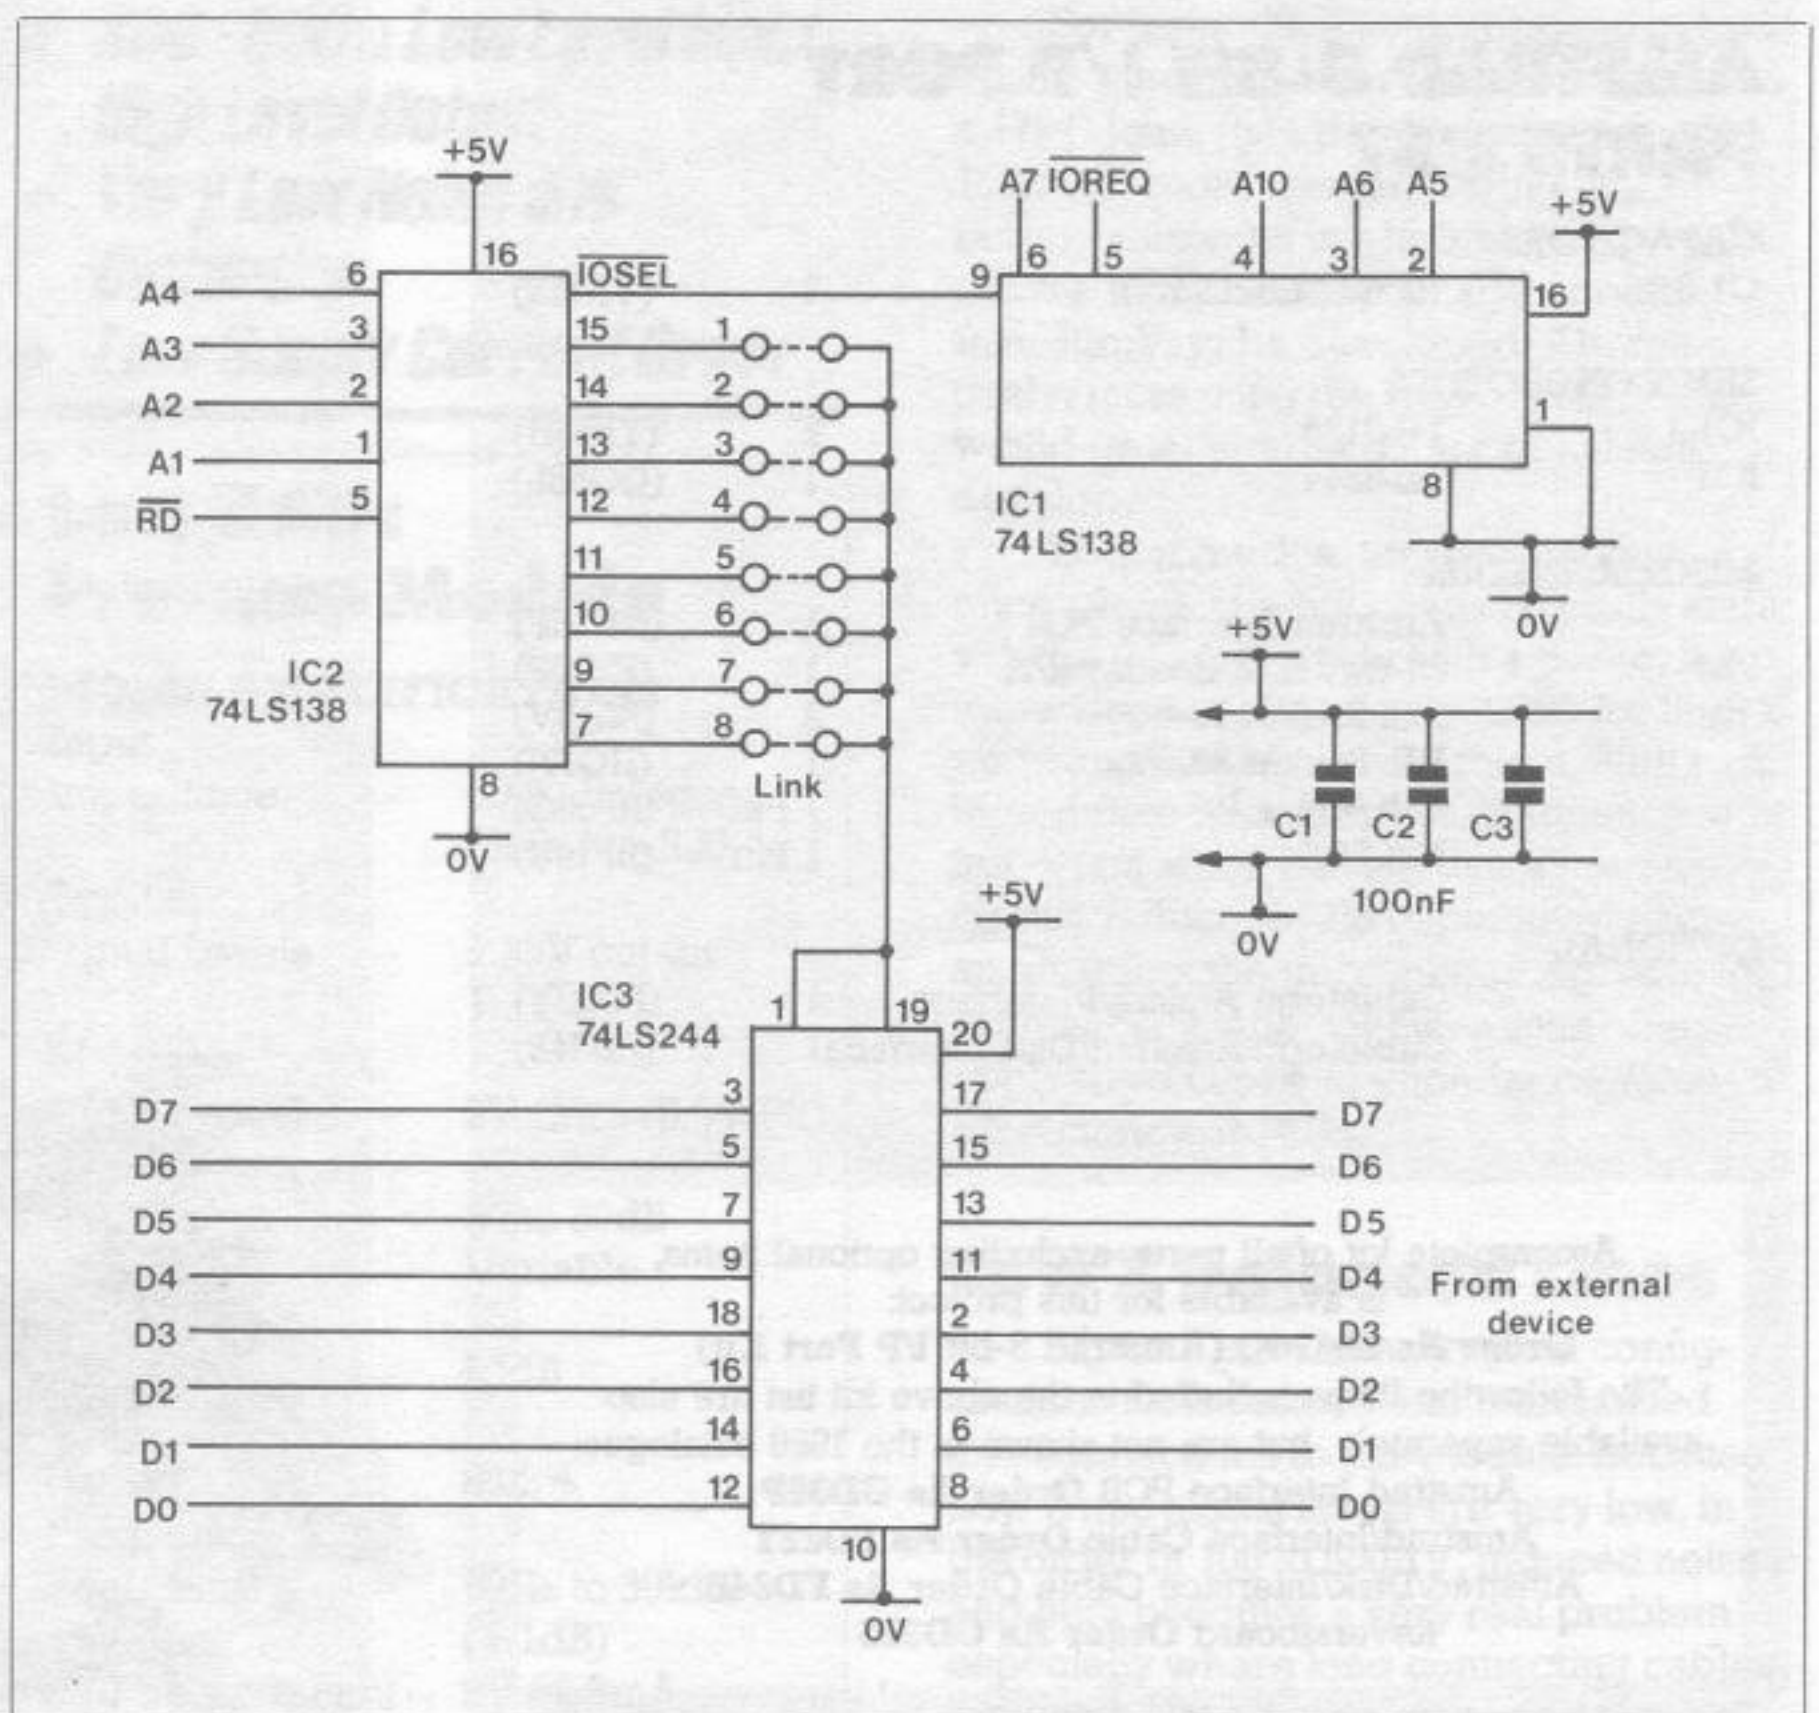 +5V
16
IOSEL
A4 6
A3 3
A2 2
A1 1
RD 5
15 1
14 2
13 3
12 4
11 5
10 6
9 7
7 8
Link
IC2
74LS138
8
0V
A7 IOREQ A10 A6 A5
+5V
9 6 5 4 3 2
16
1
8
IC1
74LS138
0V
+5V
C1 C2 C3
100nF
0V
+5V
IC3
74LS244
1 19
20
D7 3 17 D7
D6 5 15 D6
D5 7 13 D5
D4 9 11 D4
D3 18 2 D3
D2 16 4 D2
D1 14 6 D1
D0 12 8 D0
From external
device
10
0V